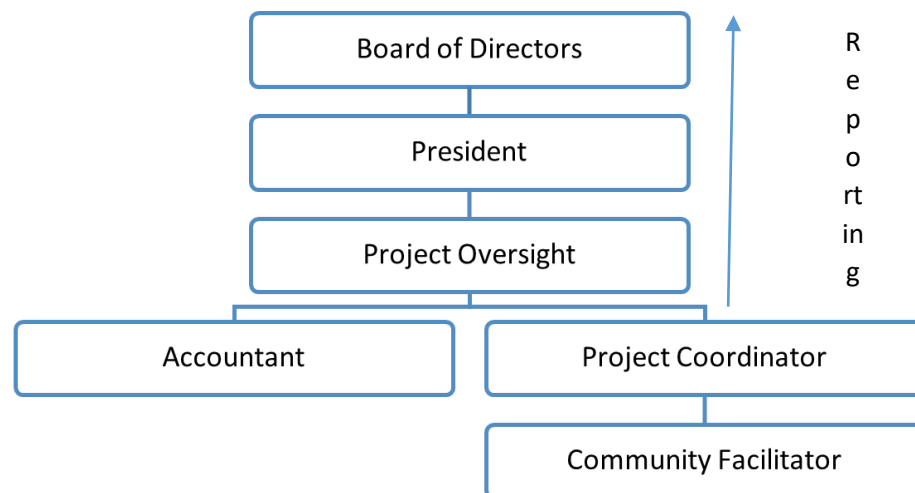 Board of Directors
President
Project Oversight
Accountant
Project Coordinator
Community Facilitator
R
e
p
o
rt
in
g